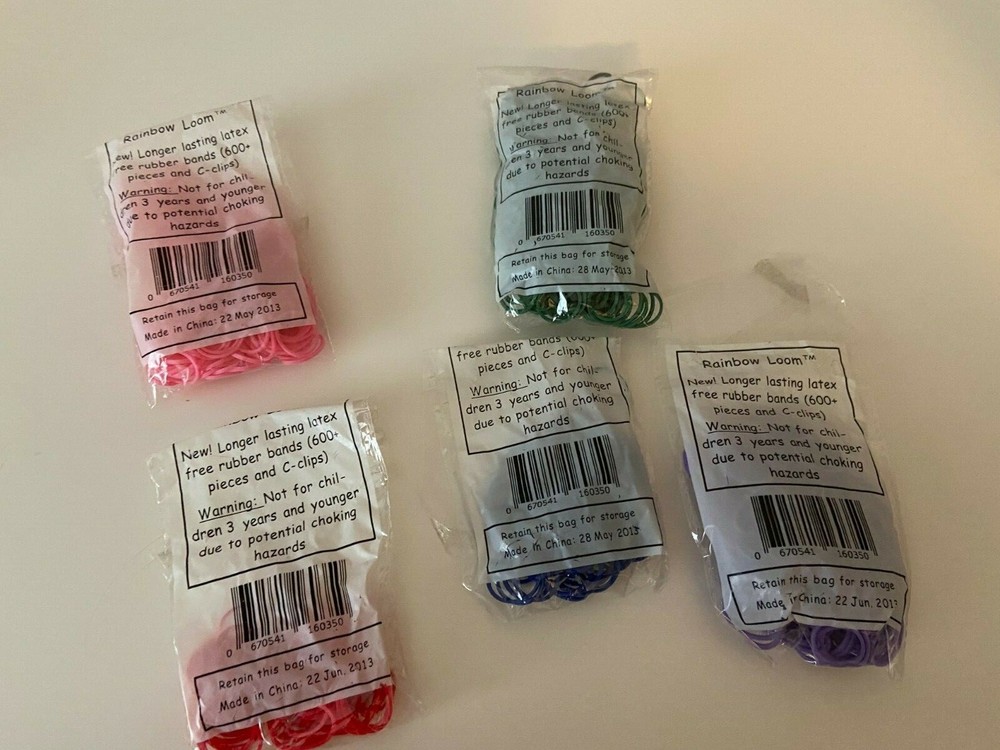 Rainbow Loom™
ew! Longer lasting latex
ree rubber bands (600+
pieces and C-clips)
Warning: Not for chil-
dren 3 years and younger
due to potential choking
hazards
0 670541 160350
Retain this bag for storage
Made in China: 22 May 2013
Rainbow Loom™
New! Longer lasting latex
free rubber bands (600+
pieces and C-clips)
Warning: Not for chil-
dren 3 years and younger
due to potential choking
hazards
0 670541 160350
Retain this bag for storage
Made in China: 28 May 2013
New! Longer lasting latex
free rubber bands (600+
pieces and C-clips)
Warning: Not for chil-
dren 3 years and younger
due to potential choking
hazards
0 670541 160350
Retain this bag for storage
Made in China: 22 Jun. 2013
free rubber bands (600+
pieces and C-clips)
Warning: Not for chil-
dren 3 years and younger
due to potential choking
hazards
0 670541 160350
Retain this bag for storage
Made in China: 28 May 2013
Rainbow Loom™
New! Longer lasting latex
free rubber bands (600+
pieces and C-clips)
Warning: Not for chil-
dren 3 years and younger
due to potential choking
hazards
0 670541 160350
Retain this bag for storage
Made in China: 22 Jun. 2013